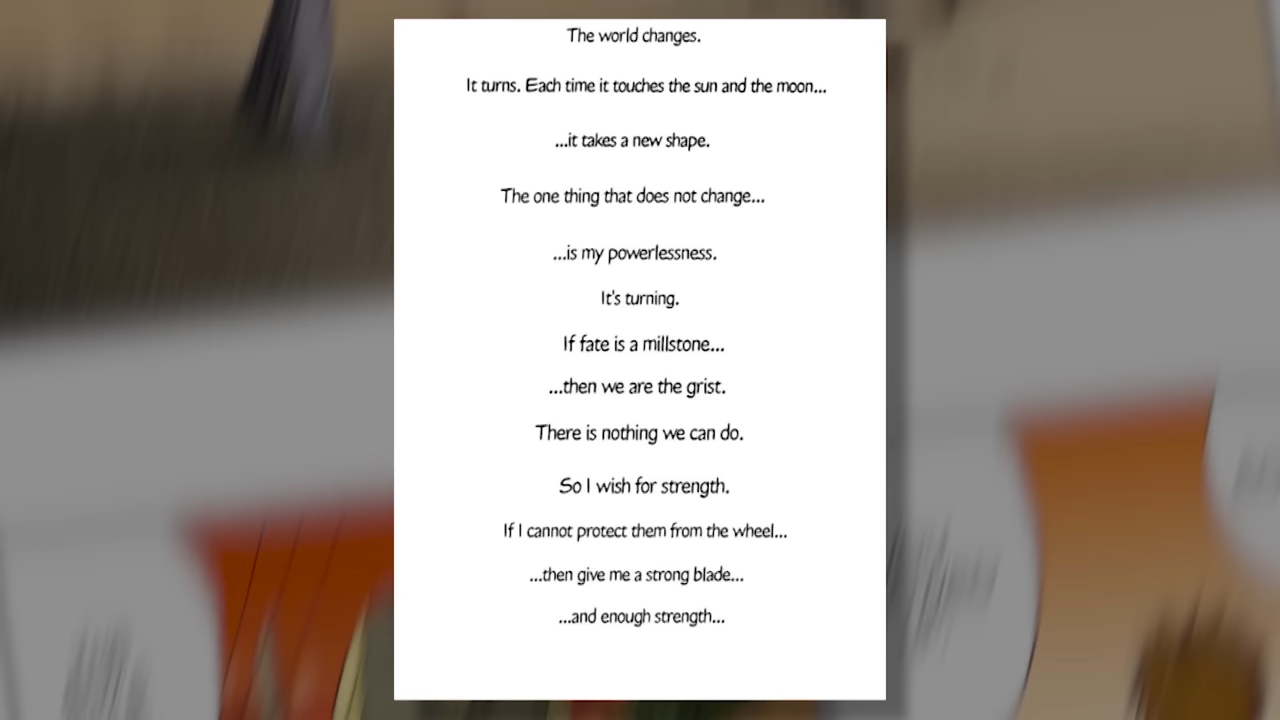 The world changes.
It turns. Each time it touches the sun and the moon...
...it takes a new shape.
The one thing that does not change...
...is my powerlessness.
It's turning.
If fate is a millstone...
...then we are the grist.
There is nothing we can do.
So I wish for strength.
If I cannot protect them from the wheel...
...then give me a strong blade...
...and enough strength...